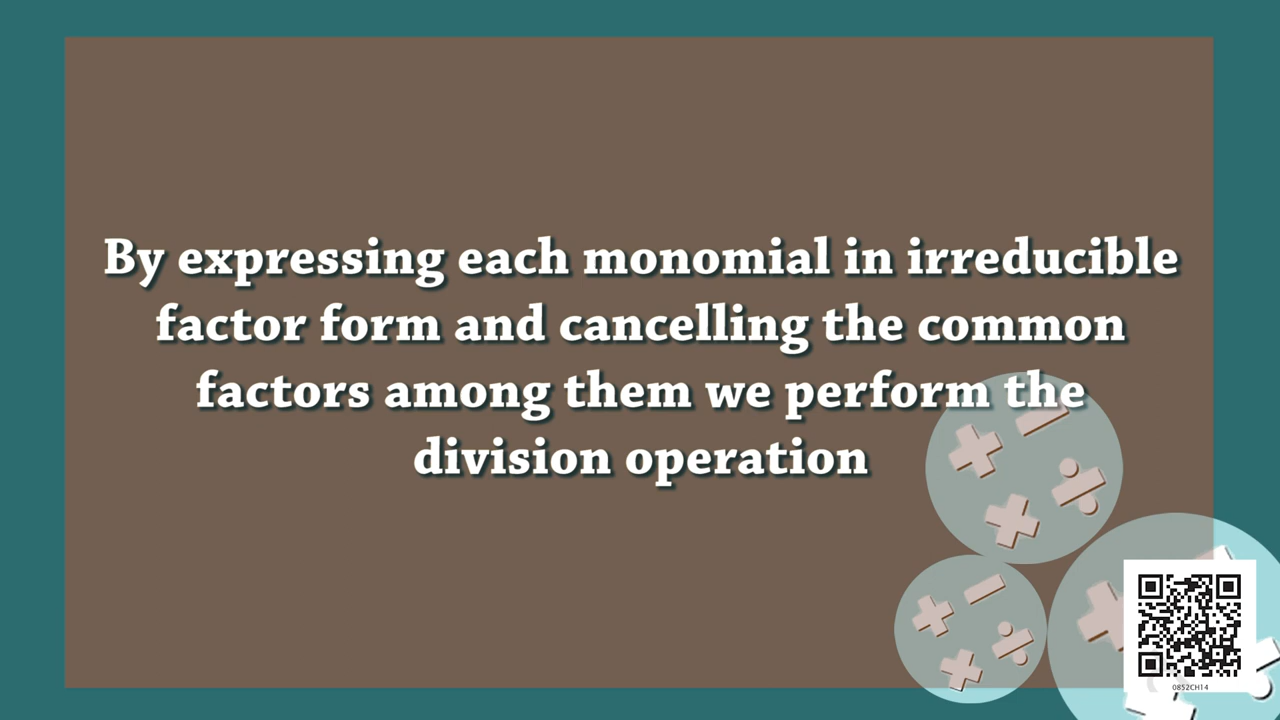 By expressing each monomial in irreducible
factor form and cancelling the common
factors among them we perform the
division operation
0852CH14